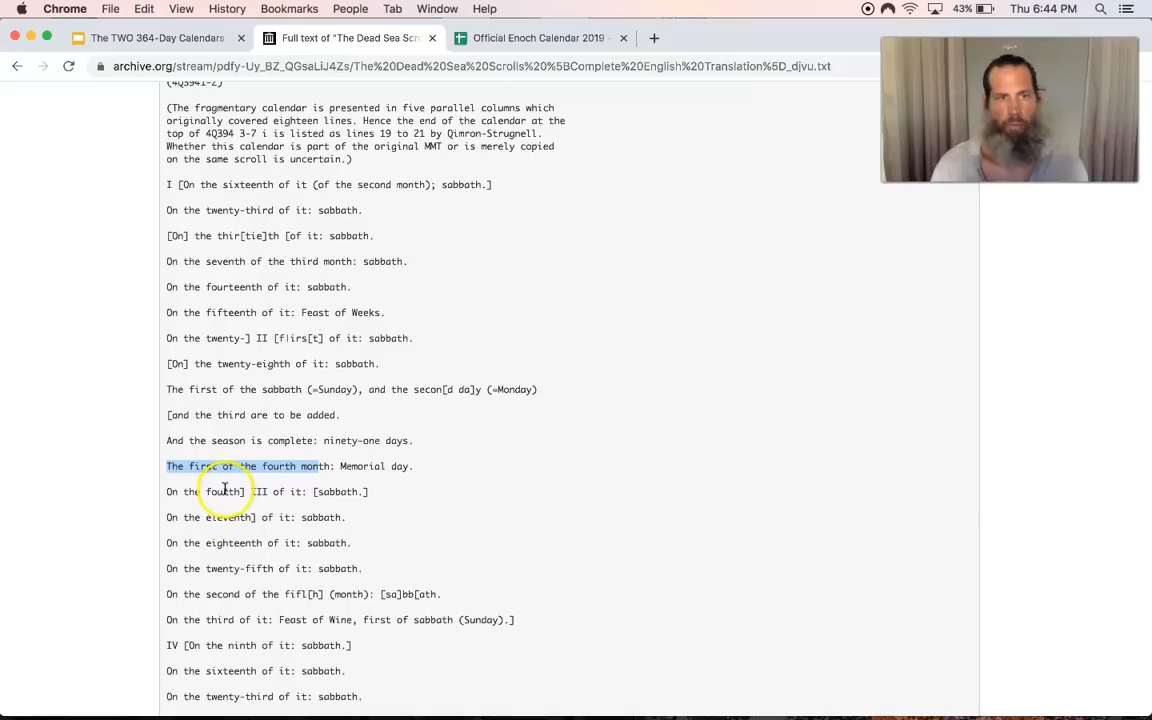 Chrome File Edit View History Bookmarks People Tab Window Help 43% Thu 6:44 PM
The TWO 364-Day Calendars Full text of "The Dead Sea Scr Official Enoch Calendar 2019 -
archive.org/stream/pdfy-Uy_BZ_QGsaLiJ4Zs/The%20Dead%20Sea%20Scrolls%20%5BComplete%20English%20Translation%5D_djvu.txt
(4Q3941-2)
(The fragmentary calendar is presented in five parallel columns which
originally covered eighteen lines. Hence the end of the calendar at the
top of 4Q394 3-7 i is listed as lines 19 to 21 by Qimron-Strugnell.
Whether this calendar is part of the original MMT or is merely copied
on the same scroll is uncertain.)
I [On the sixteenth of it (of the second month); sabbath.]
On the twenty-third of it: sabbath.
[On] the thir[tie]th [of it: sabbath.
On the seventh of the third month: sabbath.
On the fourteenth of it: sabbath.
On the fifteenth of it: Feast of Weeks.
On the twenty-] II [f|irs[t] of it: sabbath.
[On] the twenty-eighth of it: sabbath.
The first of the sabbath (=Sunday), and the secon[d da]y (=Monday)
[and the third are to be added.
And the season is complete: ninety-one days.
The first of the fourth month: Memorial day.
On the fourth] III of it: [sabbath.]
On the eleventh] of it: sabbath.
On the eighteenth of it: sabbath.
On the twenty-fifth of it: sabbath.
On the second of the fifl[h] (month): [sa]bb[ath.
On the third of it: Feast of Wine, first of sabbath (Sunday).]
IV [On the ninth of it: sabbath.]
On the sixteenth of it: sabbath.
On the twenty-third of it: sabbath.